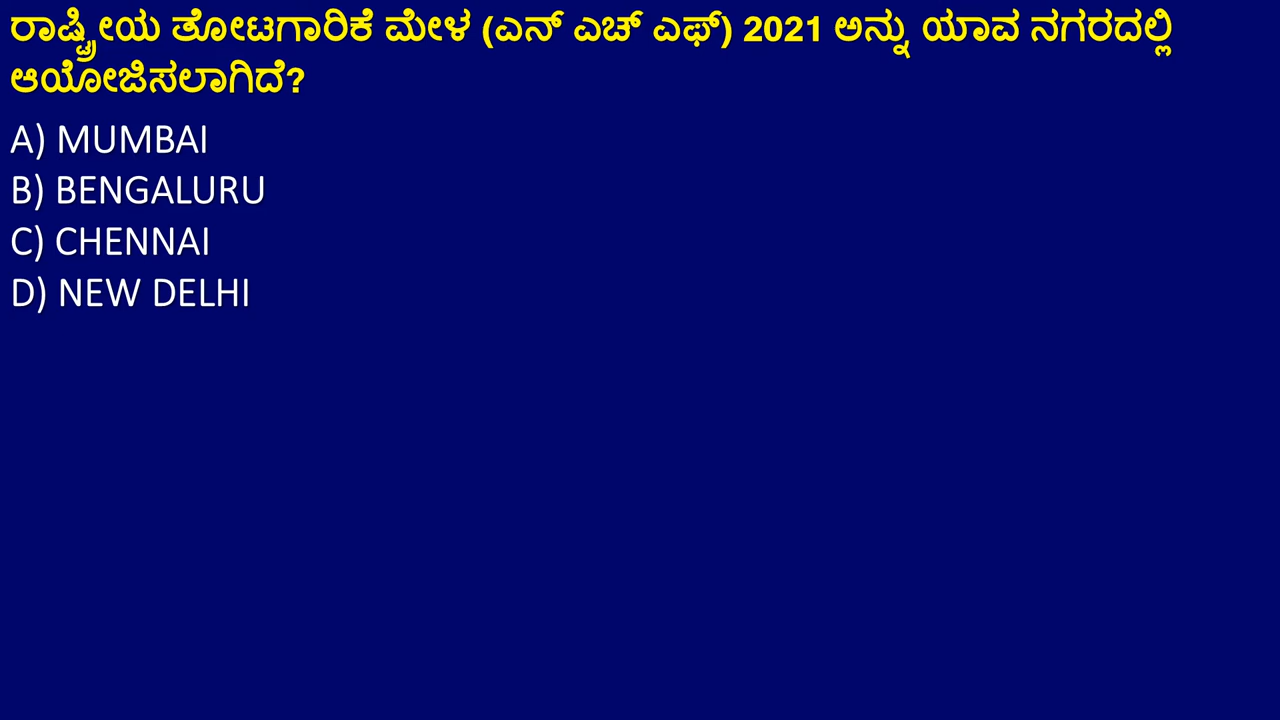 ರಾಷ್ಟ್ರೀಯ ತೋಟಗಾರಿಕೆ ಮೇಳ (ಎನ್ ಎಚ್ ಎಫ್) 2021 ಅನ್ನು ಯಾವ ನಗರದಲ್ಲಿ
ಆಯೋಜಿಸಲಾಗಿದೆ?
A) MUMBAI
B) BENGALURU
C) CHENNAI
D) NEW DELHI